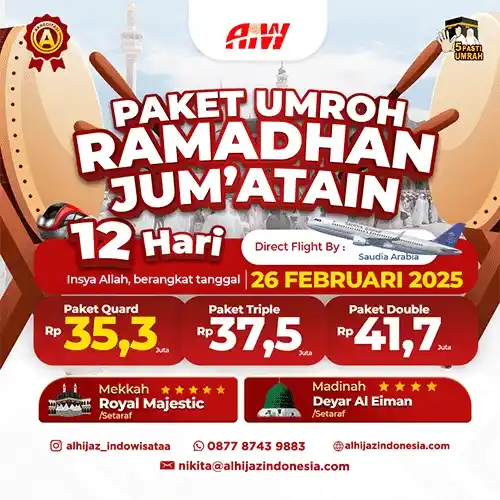 AKREDITASI
A
AIW
5 PASTI
UMRAH
PAKET UMROH
RAMADHAN
JUM'ATAIN
12 Hari
Direct Flight By :
Saudia Arabia
Insya Allah, berangkat tanggal
26 FEBRUARI 2025
Paket Quard
Rp 35,3 Juta
Paket Triple
Rp 37,5 Juta
Paket Double
Rp 41,7 Juta
Mekkah
Royal Majestic
/Setaraf
Madinah
Deyar Al Eiman
/Setaraf
alhijaz_indowisataa
0877 8743 9883
@alhijazindonesia.com
nikita@alhijazindonesia.com